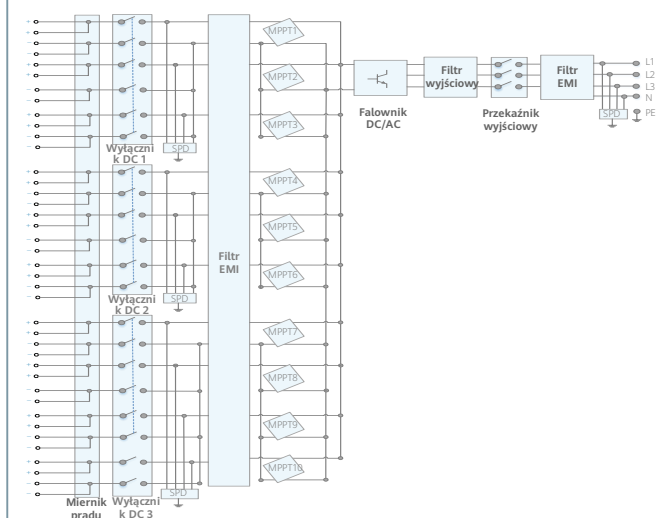 MPPT1
MPPT2
MPPT3
SPD
Wyłączni
k DC 1
MPPT4
MPPT5
MPPT6
SPD
Wyłączni
k DC 2
MPPT7
MPPT8
MPPT9
MPPT10
SPD
Miernik
prądu
Wyłączni
k DC 3
Filtr
EMI
Falownik
DC/AC
Filtr
wyjściowy
Przekaźnik
wyjściowy
Filtr
EMI
SPD
L1
L2
L3
N
PE